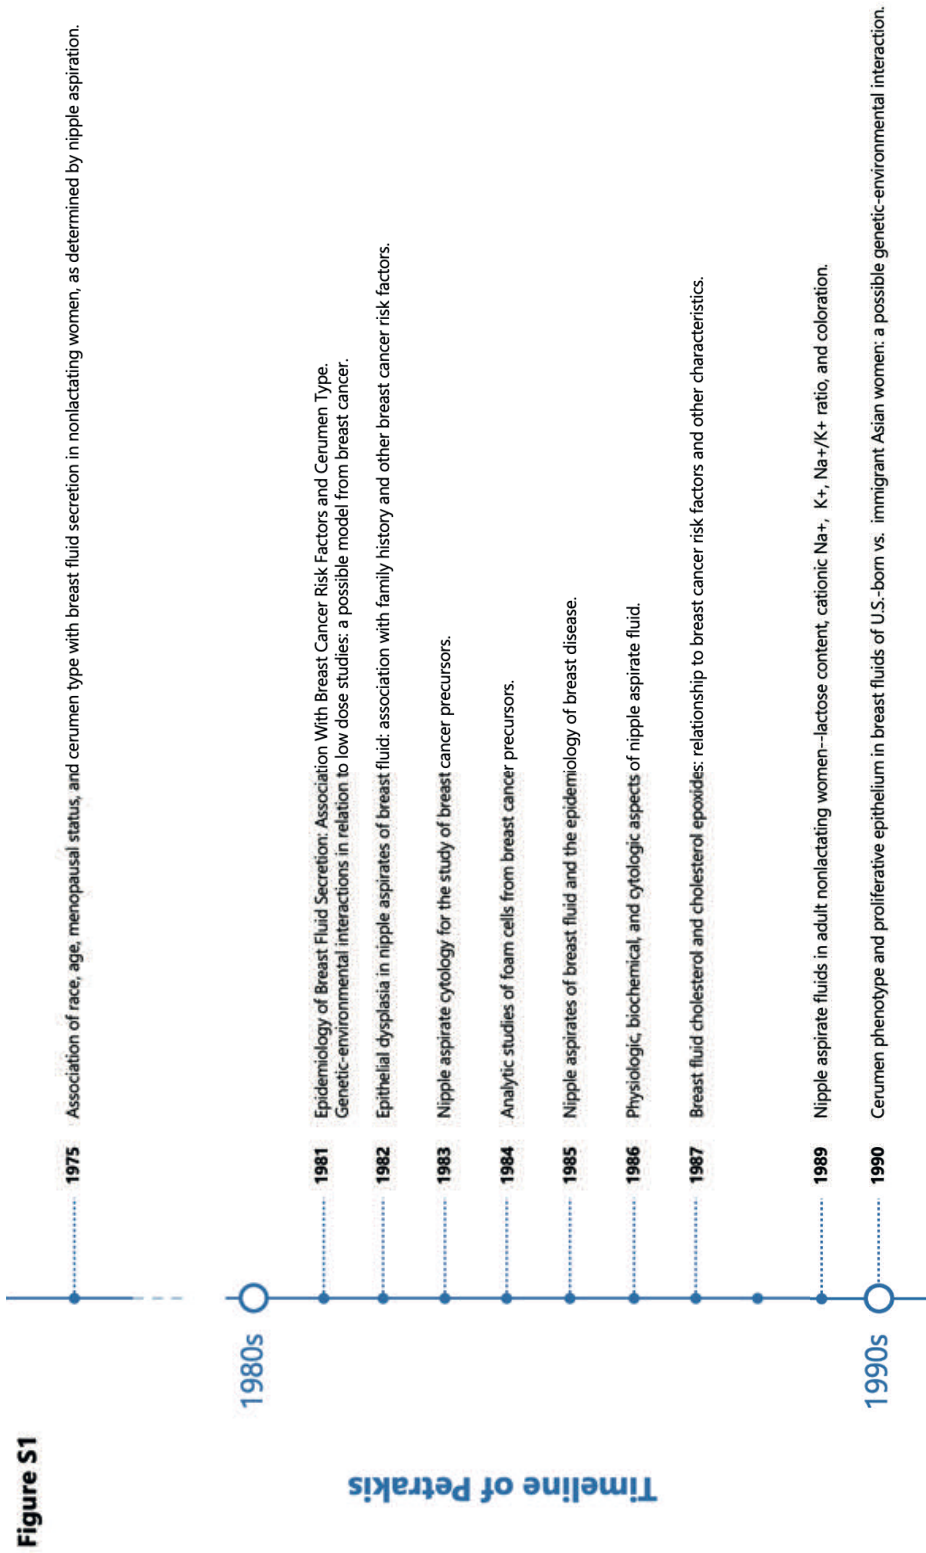 Figure S1
Timeline of Petrakis
1975 Association of race, age, menopausal status, and cerumen type with breast fluid secretion in nonlactating women, as determined by nipple aspiration.
1980s
1981 Epidemiology of Breast Fluid Secretion: Association With Breast Cancer Risk Factors and Cerumen Type.
Genetic-environmental interactions in relation to low dose studies: a possible model from breast cancer.
1982 Epithelial dysplasia in nipple aspirates of breast fluid: association with family history and other breast cancer risk factors.
1983 Nipple aspirate cytology for the study of breast cancer precursors.
1984 Analytic studies of foam cells from breast cancer precursors.
1985 Nipple aspirates of breast fluid and the epidemiology of breast disease.
1986 Physiologic, biochemical, and cytologic aspects of nipple aspirate fluid.
1987 Breast fluid cholesterol and cholesterol epoxides: relationship to breast cancer risk factors and other characteristics.
1989 Nipple aspirate fluids in adult nonlactating women--lactose content, cationic Na+, K+, Na+/K+ ratio, and coloration.
1990s
1990 Cerumen phenotype and proliferative epithelium in breast fluids of U.S.-born vs. immigrant Asian women: a possible genetic-environmental interaction.